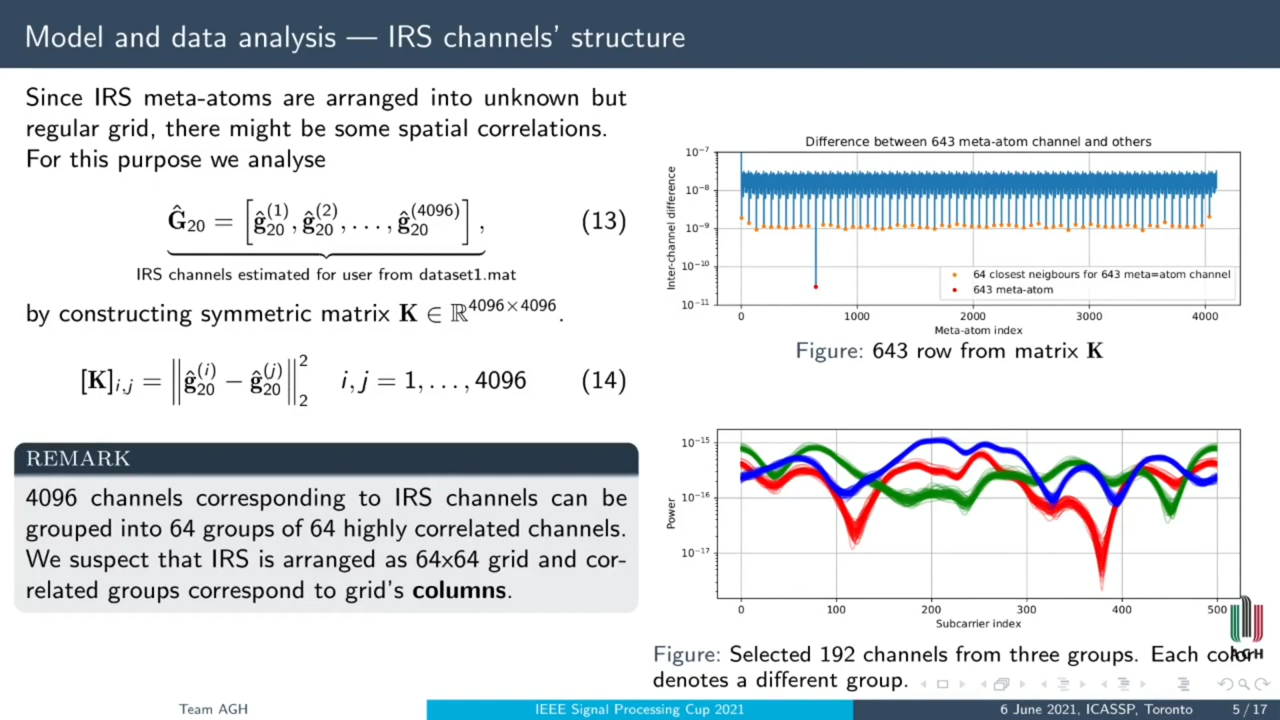 Model and data analysis — IRS channels' structure
Since IRS meta-atoms are arranged into unknown but
regular grid, there might be some spatial correlations.
For this purpose we analyse
Ĝ₂₀ = [ĝ₂₀⁽¹⁾, ĝ₂₀⁽²⁾, . . . , ĝ₂₀⁽⁴⁰⁹⁶⁾], (13)
IRS channels estimated for user from dataset1.mat
by constructing symmetric matrix K ∈ ℝ⁴⁰⁹⁶ˣ⁴⁰⁹⁶.
[K]ᵢ,ⱼ = ‖ĝ₂₀⁽ⁱ⁾ − ĝ₂₀⁽ʲ⁾‖₂² i, j = 1, . . . , 4096 (14)
REMARK
4096 channels corresponding to IRS channels can be
grouped into 64 groups of 64 highly correlated channels.
We suspect that IRS is arranged as 64x64 grid and cor-
related groups correspond to grid's columns.
Difference between 643 meta-atom channel and others
Inter-channel difference
10⁻⁷
10⁻⁸
10⁻⁹
10⁻¹⁰
10⁻¹¹
64 closest neigbours for 643 meta=atom channel
643 meta-atom
0 1000 2000 3000 4000
Meta-atom index
Figure: 643 row from matrix K
Power
10⁻¹⁵
10⁻¹⁶
10⁻¹⁷
0 100 200 300 400 500
Subcarrier index
AGH
Figure: Selected 192 channels from three groups. Each color
denotes a different group.
Team AGH IEEE Signal Processing Cup 2021 6 June 2021, ICASSP, Toronto 5 / 17